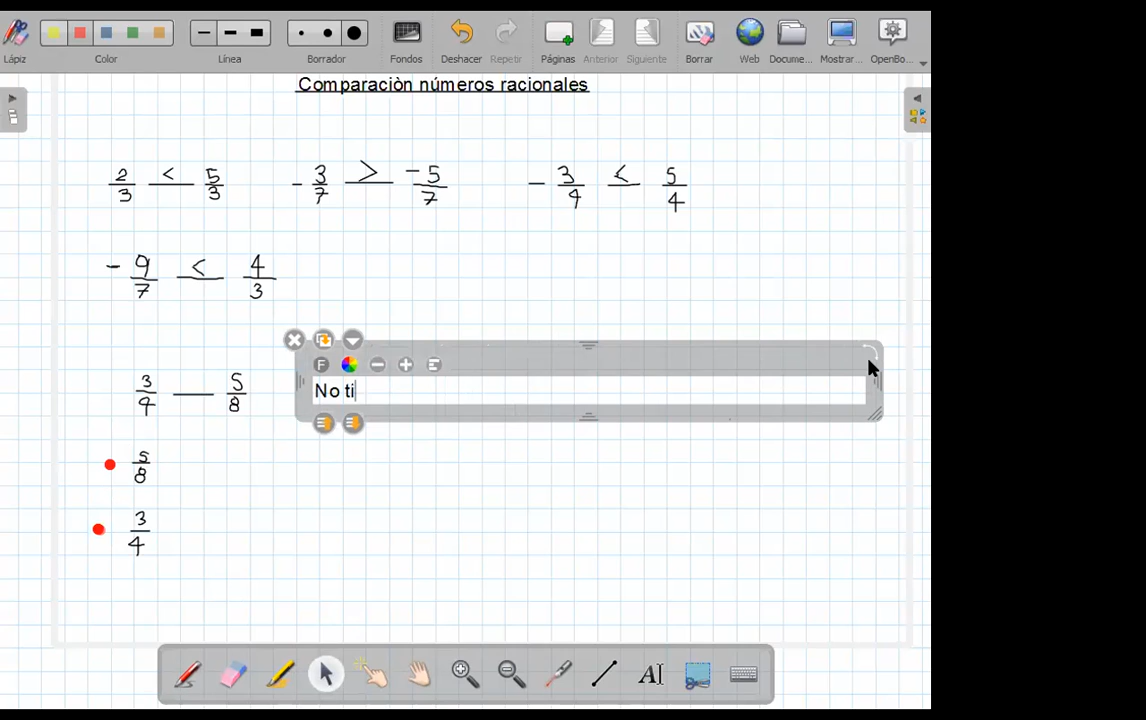 Lápiz Color Línea Borrador Fondos Deshacer Repetir Páginas Anterior Siguiente Borrar Web Docume... Mostrar... OpenBo...
Comparaciòn números racionales
2/3 < 5/3 -3/7 > -5/7 -3/4 < 5/4
-9/7 < 4/3
F
3/4 __ 5/8 No ti
5/8
3/4
A